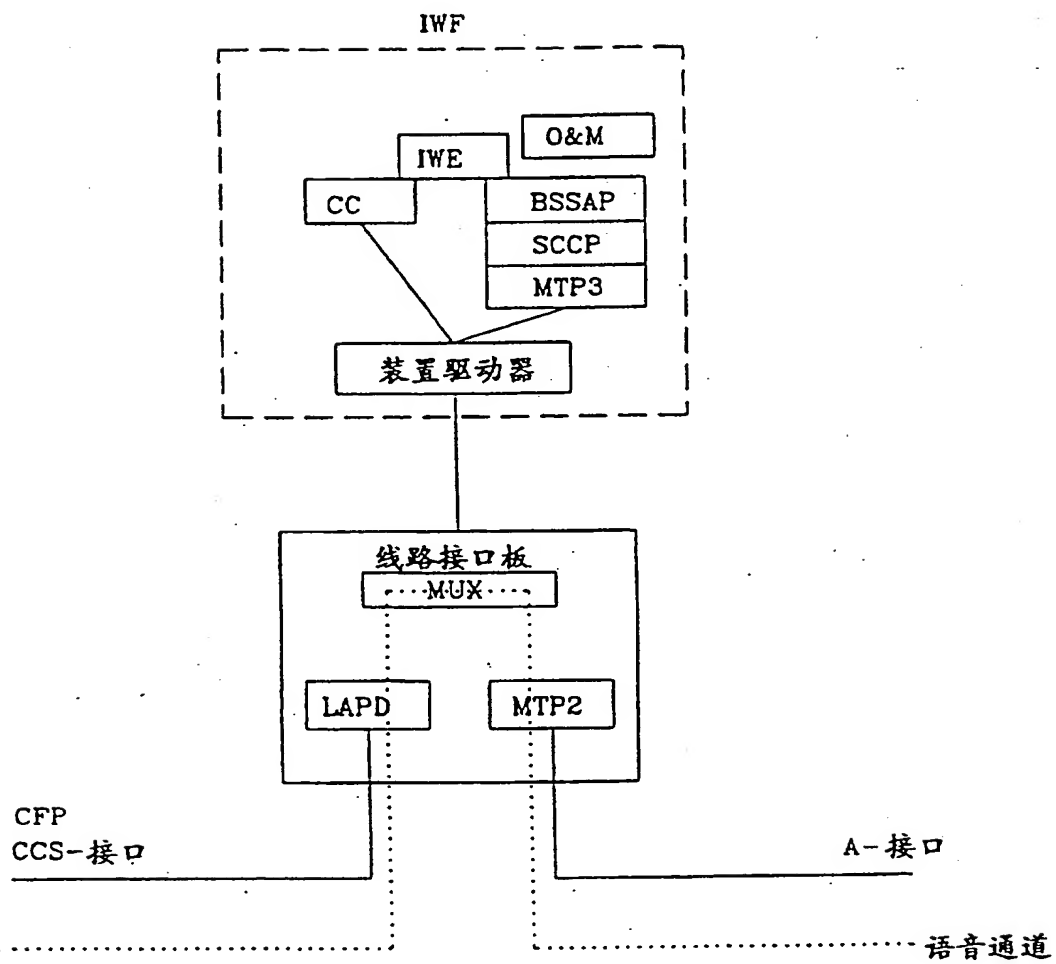 IWF
O&M
IWE
CC
BSSAP
SCCP
MTP3
装置驱动器
线路接口板
MUX
LAPD
MTP2
CFP
CCS-接口
A-接口
语音通道